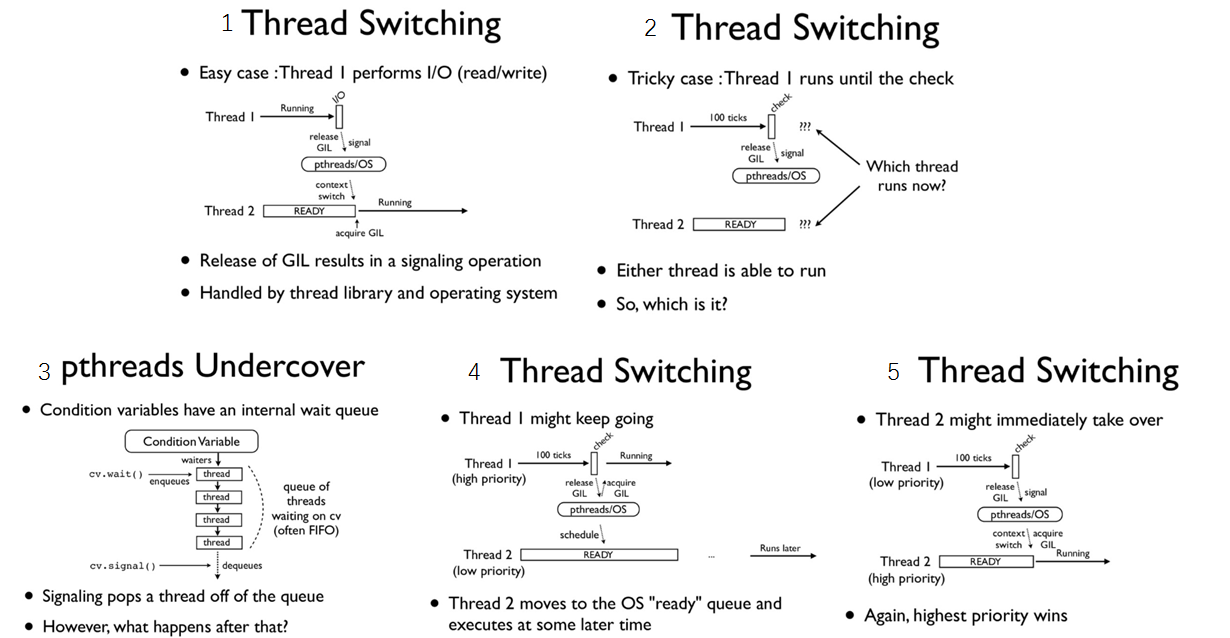 1 Thread Switching
• Easy case :Thread 1 performs I/O (read/write)
I/O
Running
Thread 1
release
GIL
signal
pthreads/OS
context
switch
Running
Thread 2
READY
acquire GIL
• Release of GIL results in a signaling operation
• Handled by thread library and operating system
2 Thread Switching
• Tricky case :Thread 1 runs until the check
check
100 ticks
Thread 1
???
release
GIL
signal
pthreads/OS
Which thread
runs now?
Thread 2
READY
???
• Either thread is able to run
• So, which is it?
3 pthreads Undercover
• Condition variables have an internal wait queue
Condition Variable
waiters
cv.wait()
enqueues
thread
thread
thread
thread
queue of
threads
waiting on cv
(often FIFO)
cv.signal()
dequeues
• Signaling pops a thread off of the queue
• However, what happens after that?
4 Thread Switching
• Thread 1 might keep going
check
100 ticks
Running
Thread 1
(high priority)
release
GIL
acquire
GIL
pthreads/OS
schedule
Thread 2
(low priority)
READY
...
Runs later
• Thread 2 moves to the OS "ready" queue and
executes at some later time
5 Thread Switching
• Thread 2 might immediately take over
check
100 ticks
Thread 1
(low priority)
release
GIL
signal
pthreads/OS
context
switch
acquire
GIL
Running
Thread 2
(high priority)
READY
• Again, highest priority wins